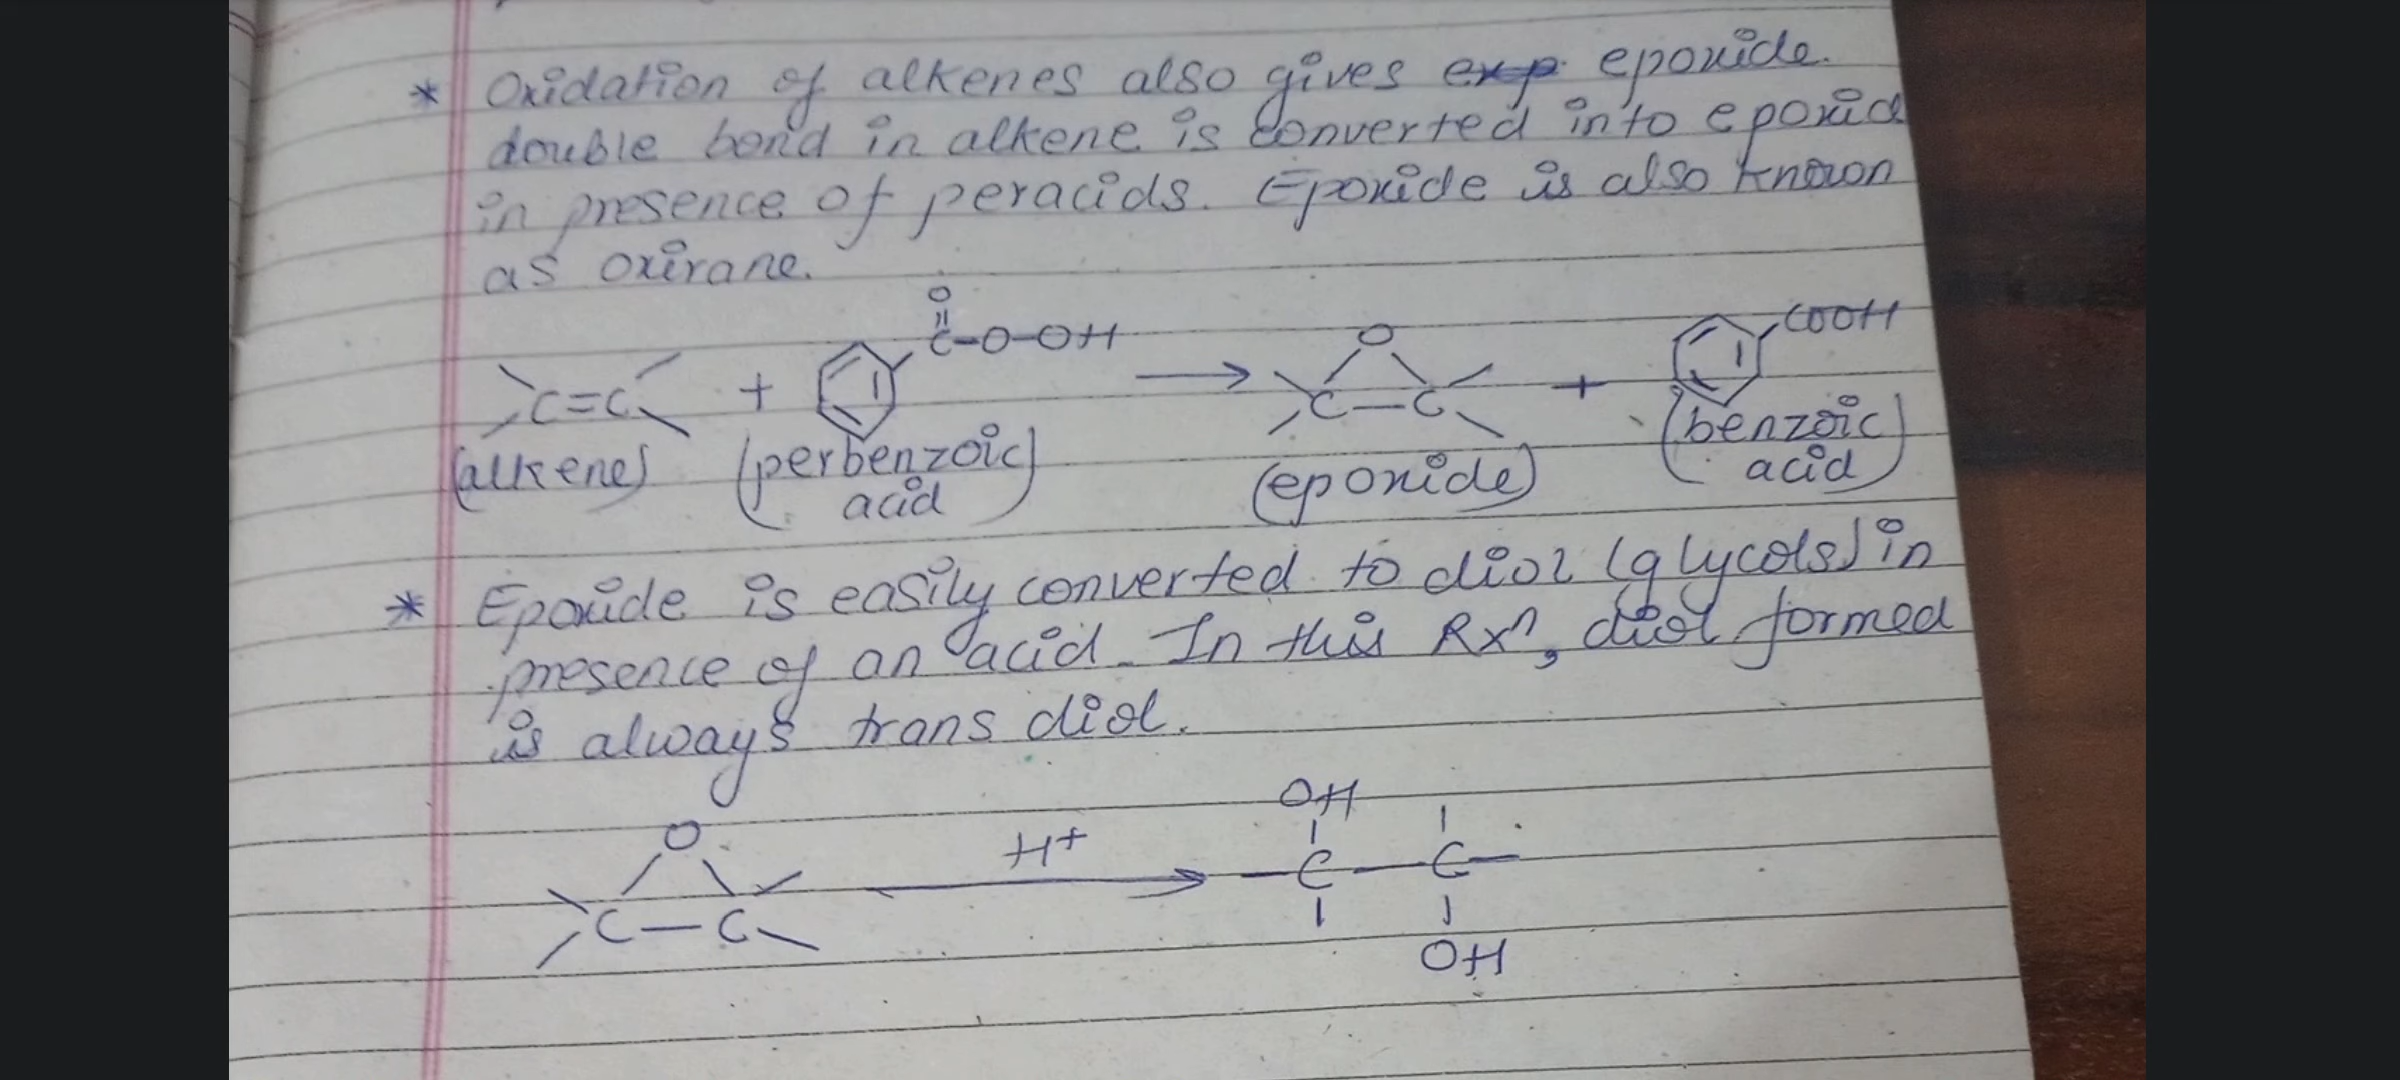 * Oxidation of alkenes also gives exp epoxide.
double bond in alkene is converted into epoxid
in presence of peracids. Epoxide is also known
as oxirane.
C=C + C-O-OH → C-C + COOH
O
O
(alkene) (perbenzoic acid) (epoxide) (benzoic acid)
* Epoxide is easily converted to diol (glycols) in
presence of an acid. In this Rxn, diol formed
is always trans diol.
O H+ OH
C-C → -C-C-
OH